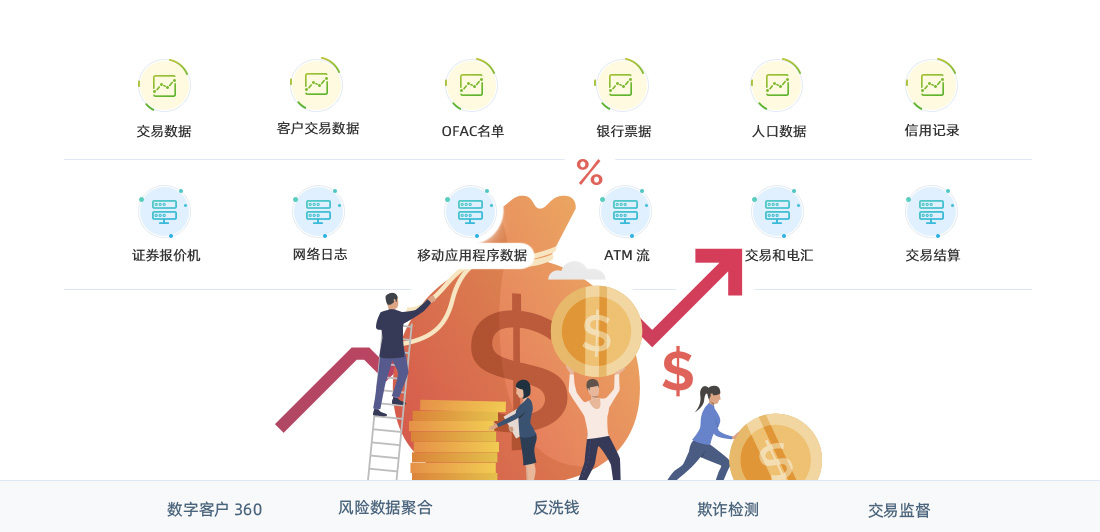 交易数据
客户交易数据
OFAC名单
银行票据
人口数据
信用记录
%
证券报价机
网络日志
移动应用程序数据
ATM 流
交易和电汇
交易结算
$
$
$
$
数字客户 360
风险数据聚合
反洗钱
欺诈检测
交易监督